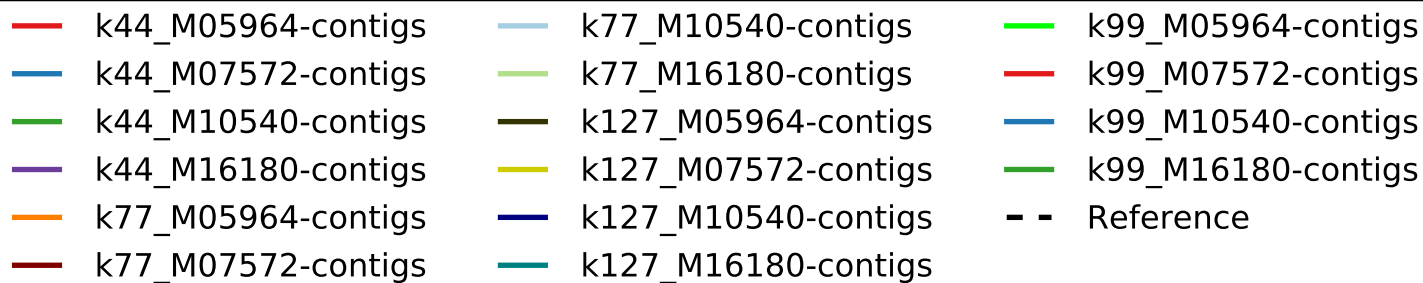 k44_M05964-contigs
k44_M07572-contigs
k44_M10540-contigs
k44_M16180-contigs
k77_M05964-contigs
k77_M07572-contigs
k77_M10540-contigs
k77_M16180-contigs
k127_M05964-contigs
k127_M07572-contigs
k127_M10540-contigs
k127_M16180-contigs
k99_M05964-contigs
k99_M07572-contigs
k99_M10540-contigs
k99_M16180-contigs
Reference